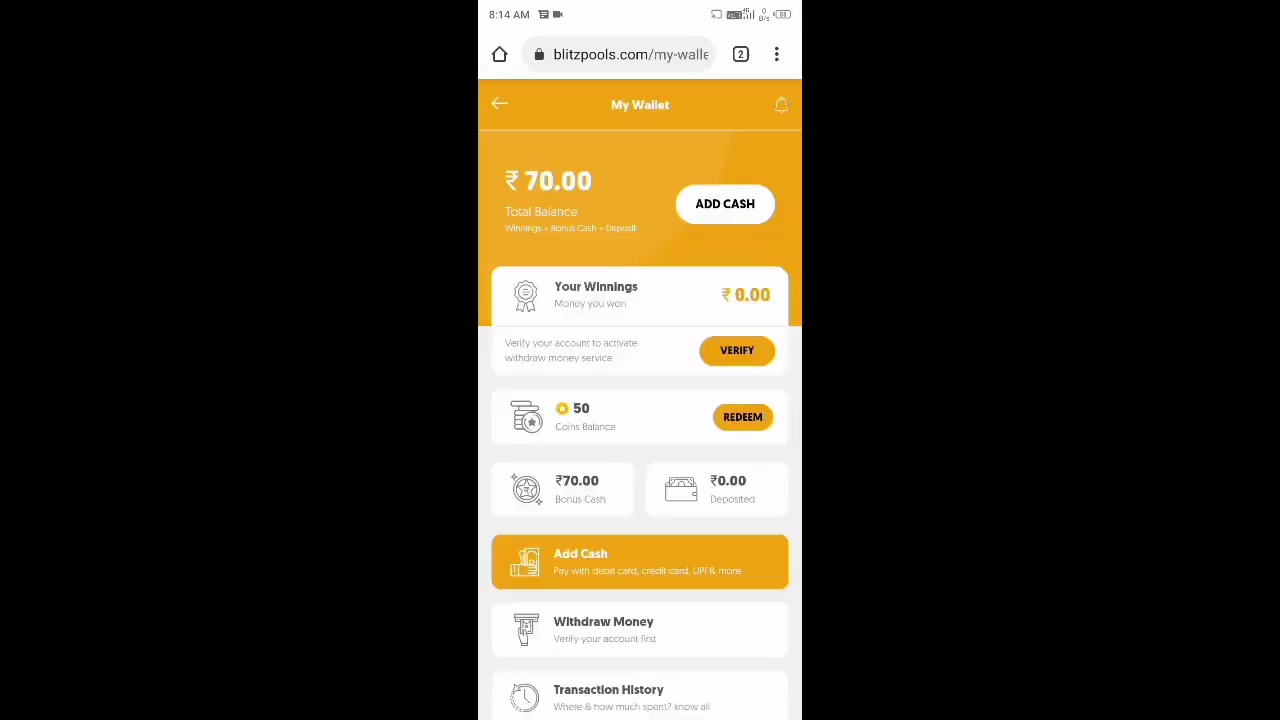 8:14 AM
0
B/s
88
blitzpools.com/my-walle
2
My Wallet
₹ 70.00
ADD CASH
Total Balance
Winnings + Bonus Cash + Deposit
Your Winnings
₹ 0.00
Money you won
Verify your account to activate
withdraw money service
VERIFY
50
Coins Balance
REDEEM
₹70.00
Bonus Cash
₹0.00
Deposited
Add Cash
Pay with debit card, credit card, UPI & more
Withdraw Money
Verify your account first
Transaction History
Where & how much spent? know all